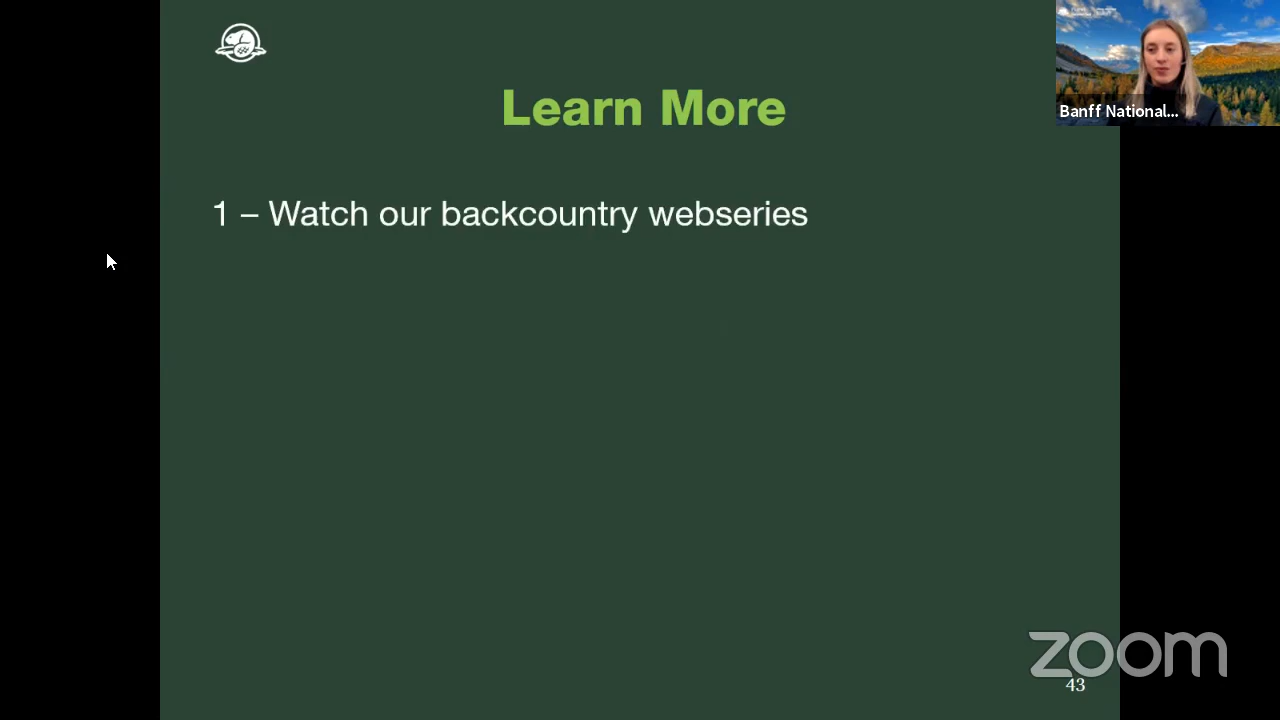 Learn More
Banff National...
1 – Watch our backcountry webseries
zoom
43